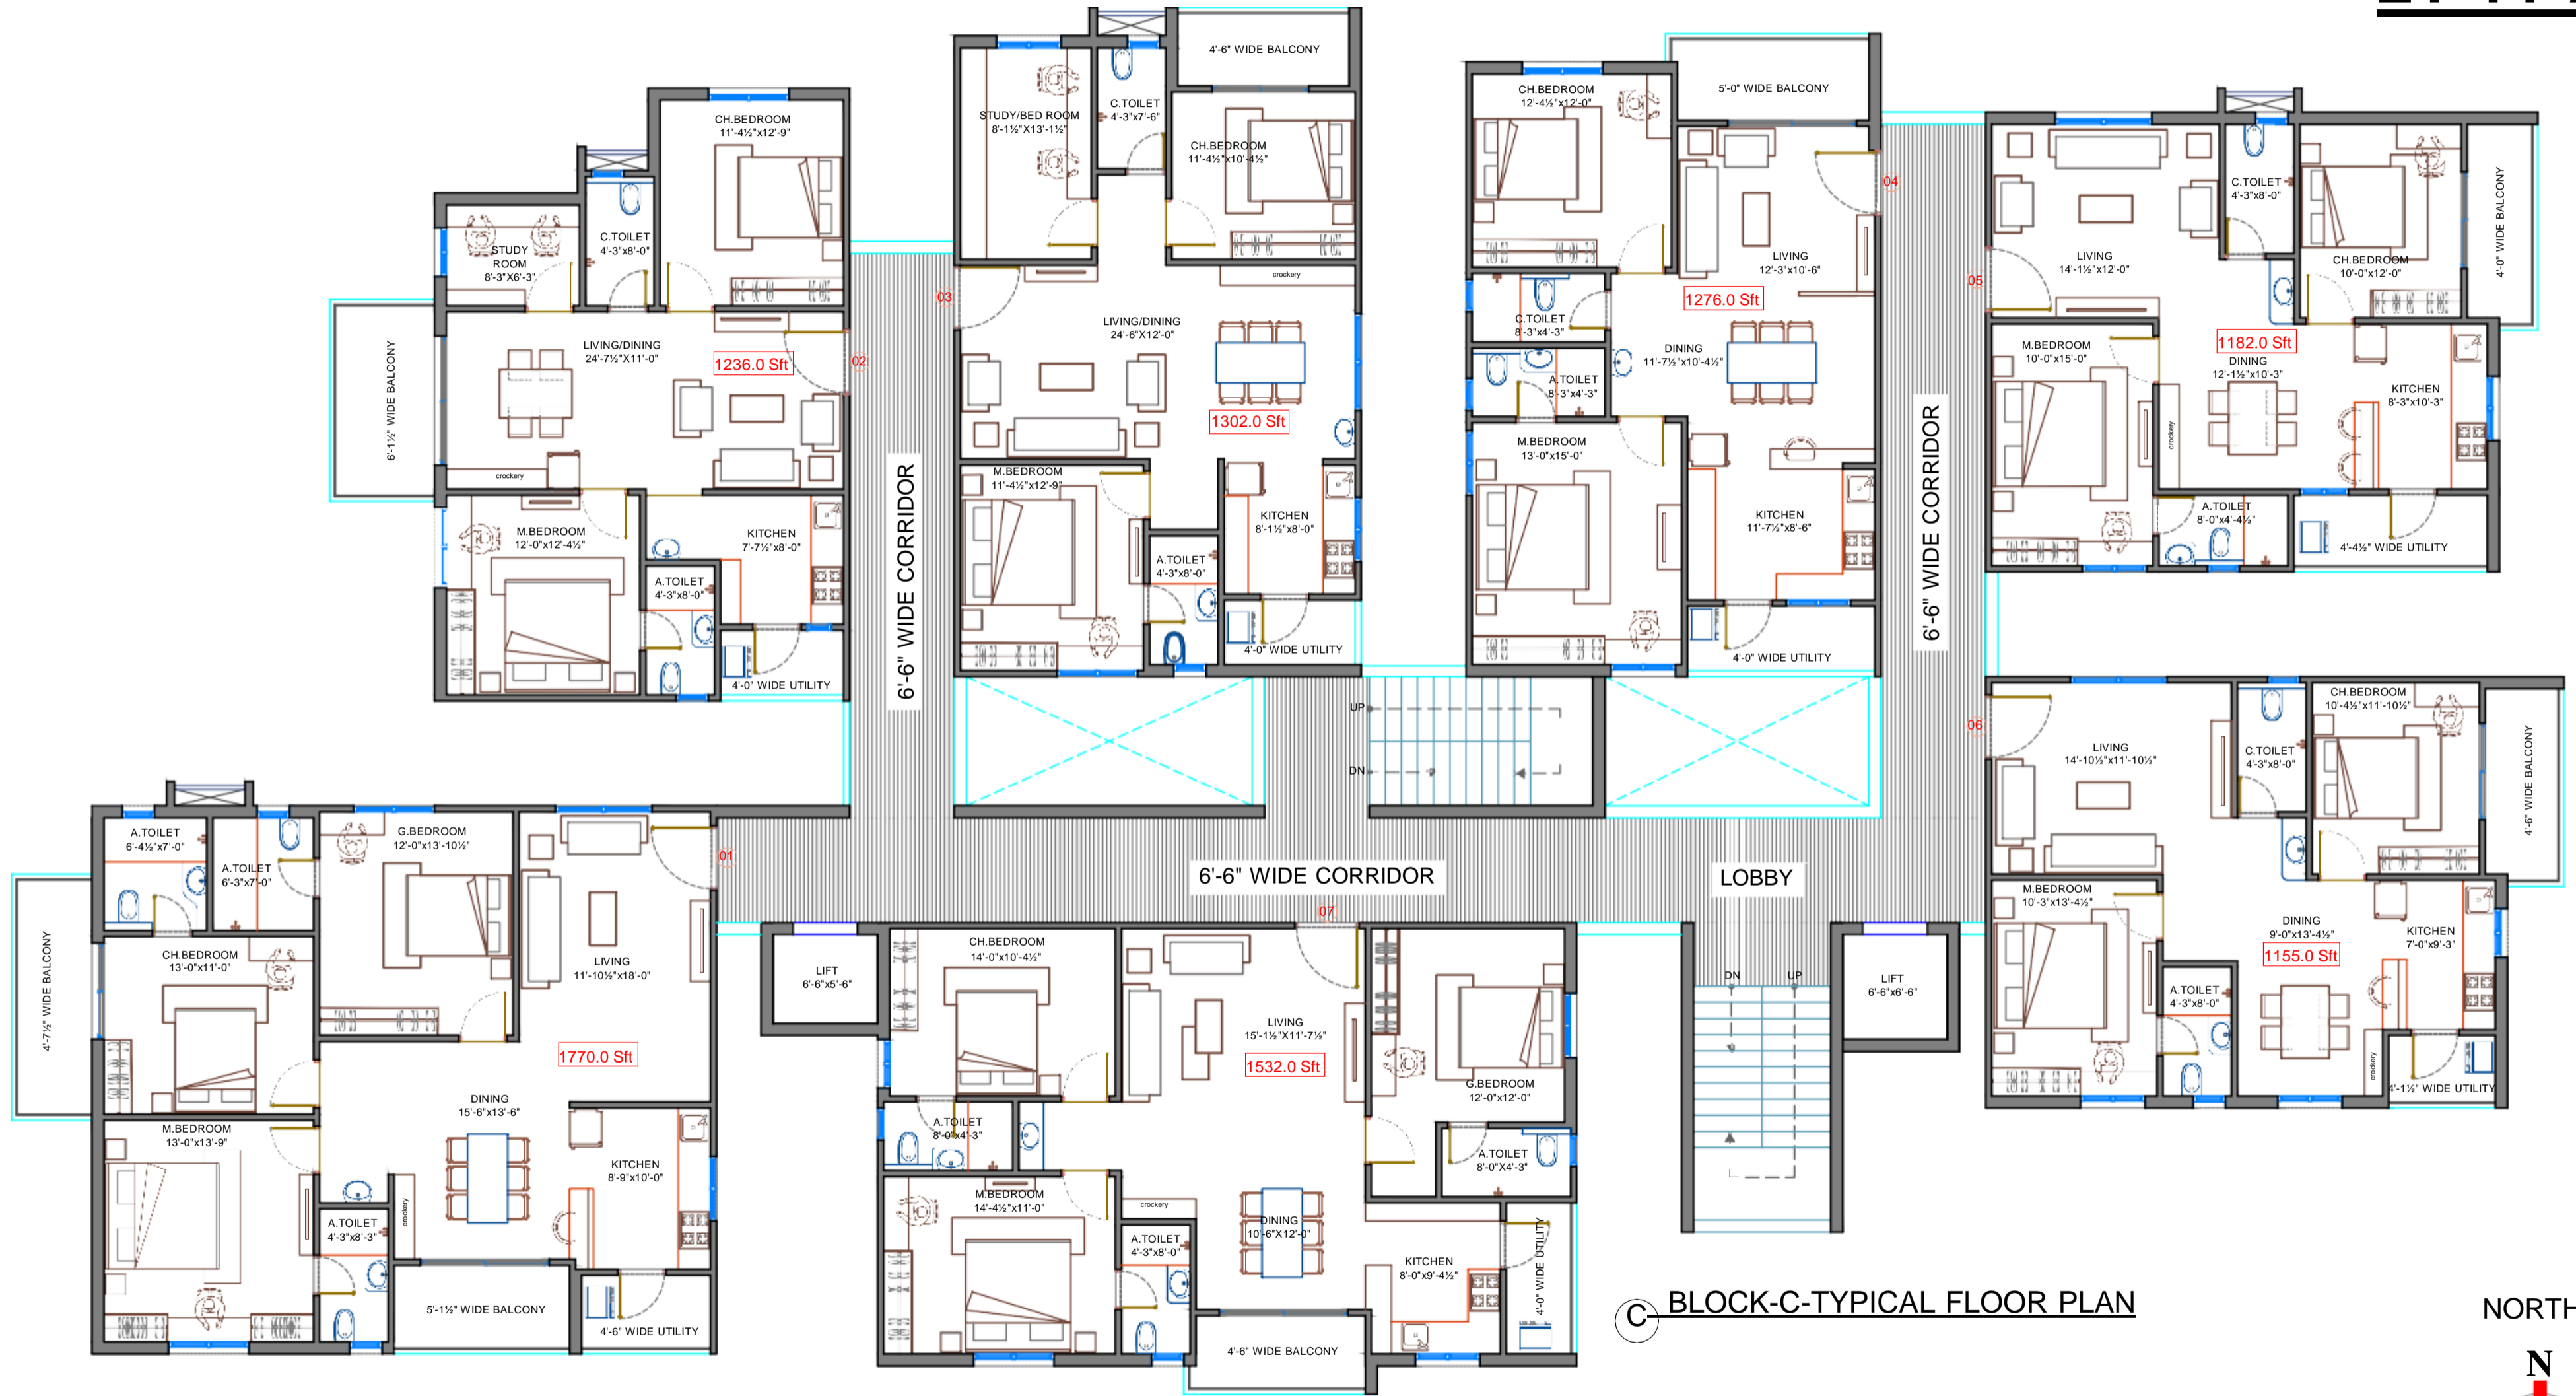 4'-6" WIDE BALCONY
STUDY/BED ROOM
8'-1½"X13'-1½"
C.TOILET
4'-3"x7'-6"
CH.BEDROOM
11'-4½"x10'-4½"
03
crockery
LIVING/DINING
24'-6"X12'-0"
1302.0 Sft
M.BEDROOM
11'-4½"x12'-9"
A.TOILET
4'-3"x8'-0"
KITCHEN
8'-1½"x8'-0"
4'-0" WIDE UTILITY
CH.BEDROOM
11'-4½"x12'-9"
STUDY
ROOM
8'-3"X6'-3"
C.TOILET
4'-3"x8'-0"
6'-1½" WIDE BALCONY
LIVING/DINING
24'-7½"X11'-0"
1236.0 Sft
02
crockery
M.BEDROOM
12'-0"x12'-4½"
KITCHEN
7'-7½"x8'-0"
A.TOILET
4'-3"x8'-0"
4'-0" WIDE UTILITY
6'-6" WIDE CORRIDOR
CH.BEDROOM
12'-4½"x12'-0"
5'-0" WIDE BALCONY
04
LIVING
12'-3"x10'-6"
1276.0 Sft
C.TOILET
8'-3"x4'-3"
DINING
11'-7½"x10'-4½"
A.TOILET
8'-3"x4'-3"
M.BEDROOM
13'-0"x15'-0"
KITCHEN
11'-7½"x8'-6"
4'-0" WIDE UTILITY
6'-6" WIDE CORRIDOR
C.TOILET
4'-3"x8'-0"
4'-0" WIDE BALCONY
LIVING
14'-1½"x12'-0"
CH.BEDROOM
10'-0"x12'-0"
05
1182.0 Sft
M.BEDROOM
10'-0"x15'-0"
DINING
12'-1½"x10'-3"
KITCHEN
8'-3"x10'-3"
crockery
A.TOILET
8'-0"x4'-4½"
4'-4½" WIDE UTILITY
UP
DN
06
LIVING
14'-10½"x11'-10½"
C.TOILET
4'-3"x8'-0"
CH.BEDROOM
10'-4½"x11'-10½"
4'-6" WIDE BALCONY
M.BEDROOM
10'-3"x13'-4½"
DINING
9'-0"x13'-4½"
1155.0 Sft
KITCHEN
7'-0"x9'-3"
A.TOILET
4'-3"x8'-0"
crockery
4'-1½" WIDE UTILITY
A.TOILET
6'-4½"x7'-0"
A.TOILET
6'-3"x7'-0"
G.BEDROOM
12'-0"x13'-10½"
01
4'-7½" WIDE BALCONY
CH.BEDROOM
13'-0"x11'-0"
LIVING
11'-10½"x18'-0"
1770.0 Sft
DINING
15'-6"x13'-6"
M.BEDROOM
13'-0"x13'-9"
KITCHEN
8'-9"x10'-0"
crockery
A.TOILET
4'-3"x8'-3"
5'-1½" WIDE BALCONY
4'-6" WIDE UTILITY
6'-6" WIDE CORRIDOR
LOBBY
07
LIFT
6'-6"x5'-6"
CH.BEDROOM
14'-0"x10'-4½"
LIVING
15'-1½"X11'-7½"
1532.0 Sft
G.BEDROOM
12'-0"x12'-0"
A.TOILET
8'-0"x4'-3"
A.TOILET
8'-0"X4'-3"
M.BEDROOM
14'-4½"x11'-0"
crockery
DINING
10'-6"X12'-0"
A.TOILET
4'-3"x8'-0"
KITCHEN
8'-0"x9'-4½"
4'-0" WIDE UTILITY
4'-6" WIDE BALCONY
DN
UP
LIFT
6'-6"x6'-6"
C
BLOCK-C-TYPICAL FLOOR PLAN
NORTH
N